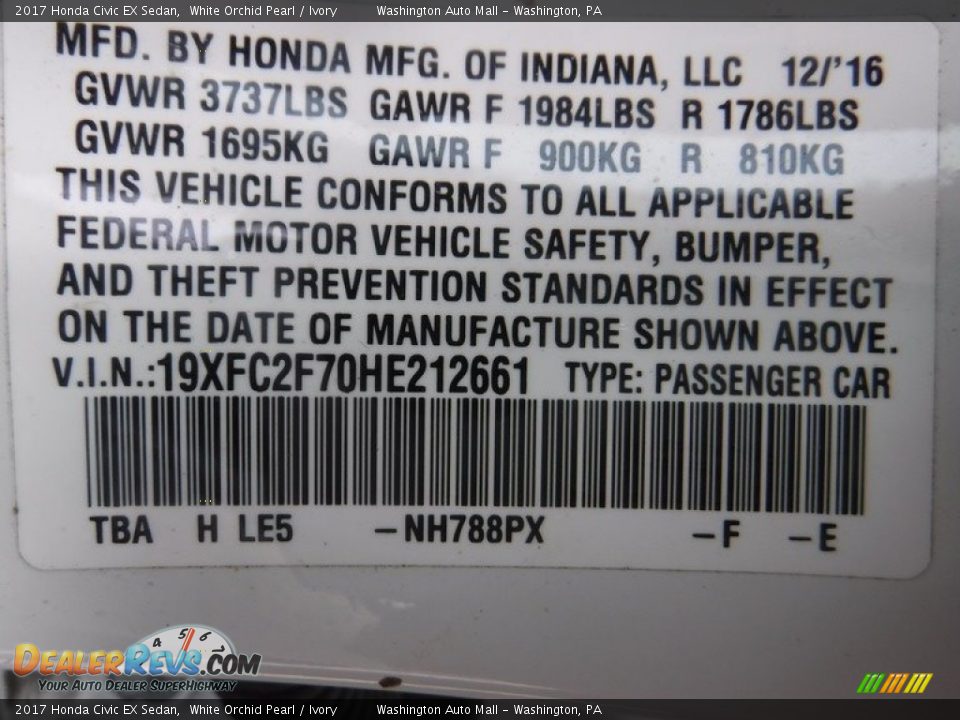 2017 Honda Civic EX Sedan,  White Orchid Pearl / Ivory  Washington Auto Mall – Washington, PA
MFD. BY HONDA MFG. OF INDIANA, LLC 12/'16
GVWR 3737LBS GAWR F 1984LBS R 1786LBS
GVWR 1695KG GAWR F 900KG R 810KG
THIS VEHICLE CONFORMS TO ALL APPLICABLE
FEDERAL MOTOR VEHICLE SAFETY, BUMPER,
AND THEFT PREVENTION STANDARDS IN EFFECT
ON THE DATE OF MANUFACTURE SHOWN ABOVE.
V.I.N.:19XFC2F70HE212661 TYPE: PASSENGER CAR
TBA H LE5 –NH788PX –F –E
4 5 6
DEALERREVS.COM
YOUR AUTO DEALER SUPERHIGHWAY
2017 Honda Civic EX Sedan,  White Orchid Pearl / Ivory  Washington Auto Mall – Washington, PA